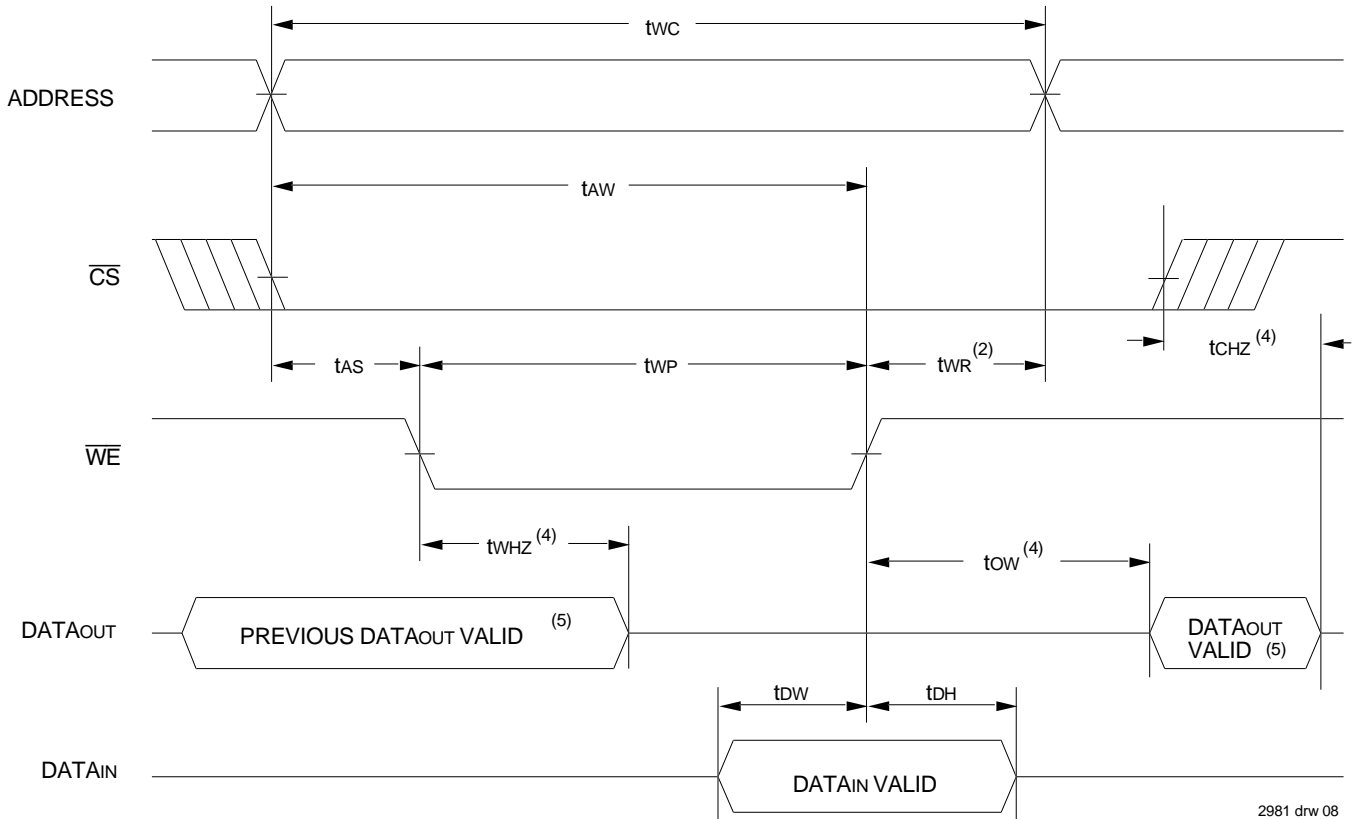 tWC
ADDRESS
tAW
CS
tAS
tWP
tWR(2)
tCHZ(4)
WE
tWHZ(4)
tOW(4)
DATAOUT
PREVIOUS DATAOUT VALID (5)
DATAOUT
VALID (5)
tDW
tDH
DATAIN
DATAIN VALID
2981 drw 08